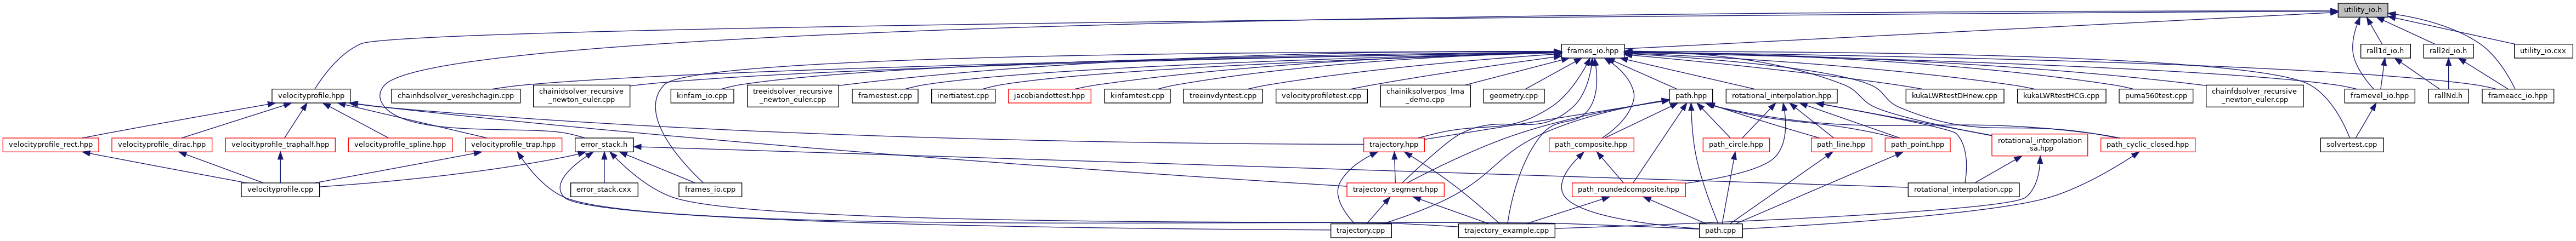 utility_io.h
frames_io.hpp
rall1d_io.h
rall2d_io.h
utility_io.cxx
velocityprofile.hpp
chainhdsolver_vereshchagin.cpp
chainidsolver_recursive
_newton_euler.cpp
kinfam_io.cpp
treeidsolver_recursive
_newton_euler.cpp
framestest.cpp
inertiatest.cpp
jacobiandottest.hpp
kinfamtest.cpp
treeinvdyntest.cpp
velocityprofiletest.cpp
chainiksolverpos_lma
_demo.cpp
geometry.cpp
path.hpp
rotational_interpolation.hpp
kukaLWRtestDHnew.cpp
kukaLWRtestHCG.cpp
puma560test.cpp
chainfdsolver_recursive
_newton_euler.cpp
framevel_io.hpp
rallNd.h
frameacc_io.hpp
velocityprofile_rect.hpp
velocityprofile_dirac.hpp
velocityprofile_traphalf.hpp
velocityprofile_spline.hpp
velocityprofile_trap.hpp
error_stack.h
trajectory.hpp
path_composite.hpp
path_circle.hpp
path_line.hpp
path_point.hpp
rotational_interpolation
_sa.hpp
path_cyclic_closed.hpp
solvertest.cpp
velocityprofile.cpp
error_stack.cxx
frames_io.cpp
trajectory_segment.hpp
path_roundedcomposite.hpp
rotational_interpolation.cpp
trajectory.cpp
trajectory_example.cpp
path.cpp